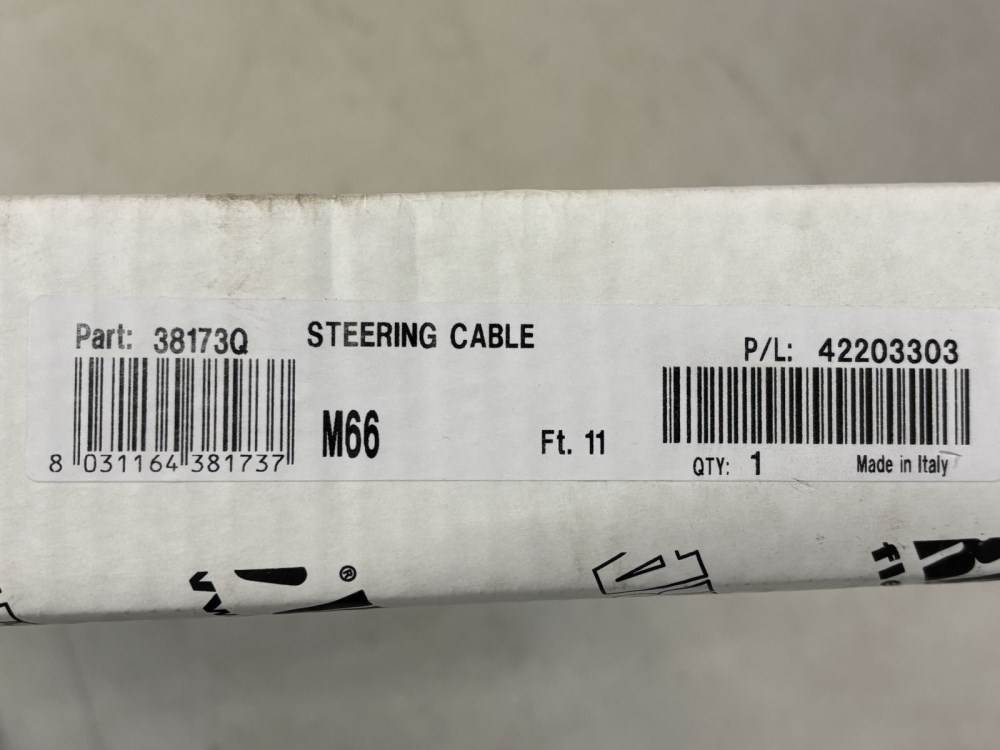 Part: 38173Q
STEERING CABLE
P/L: 42203303
M66
Ft. 11
8 031164 381737
QTY: 1
Made in Italy
®